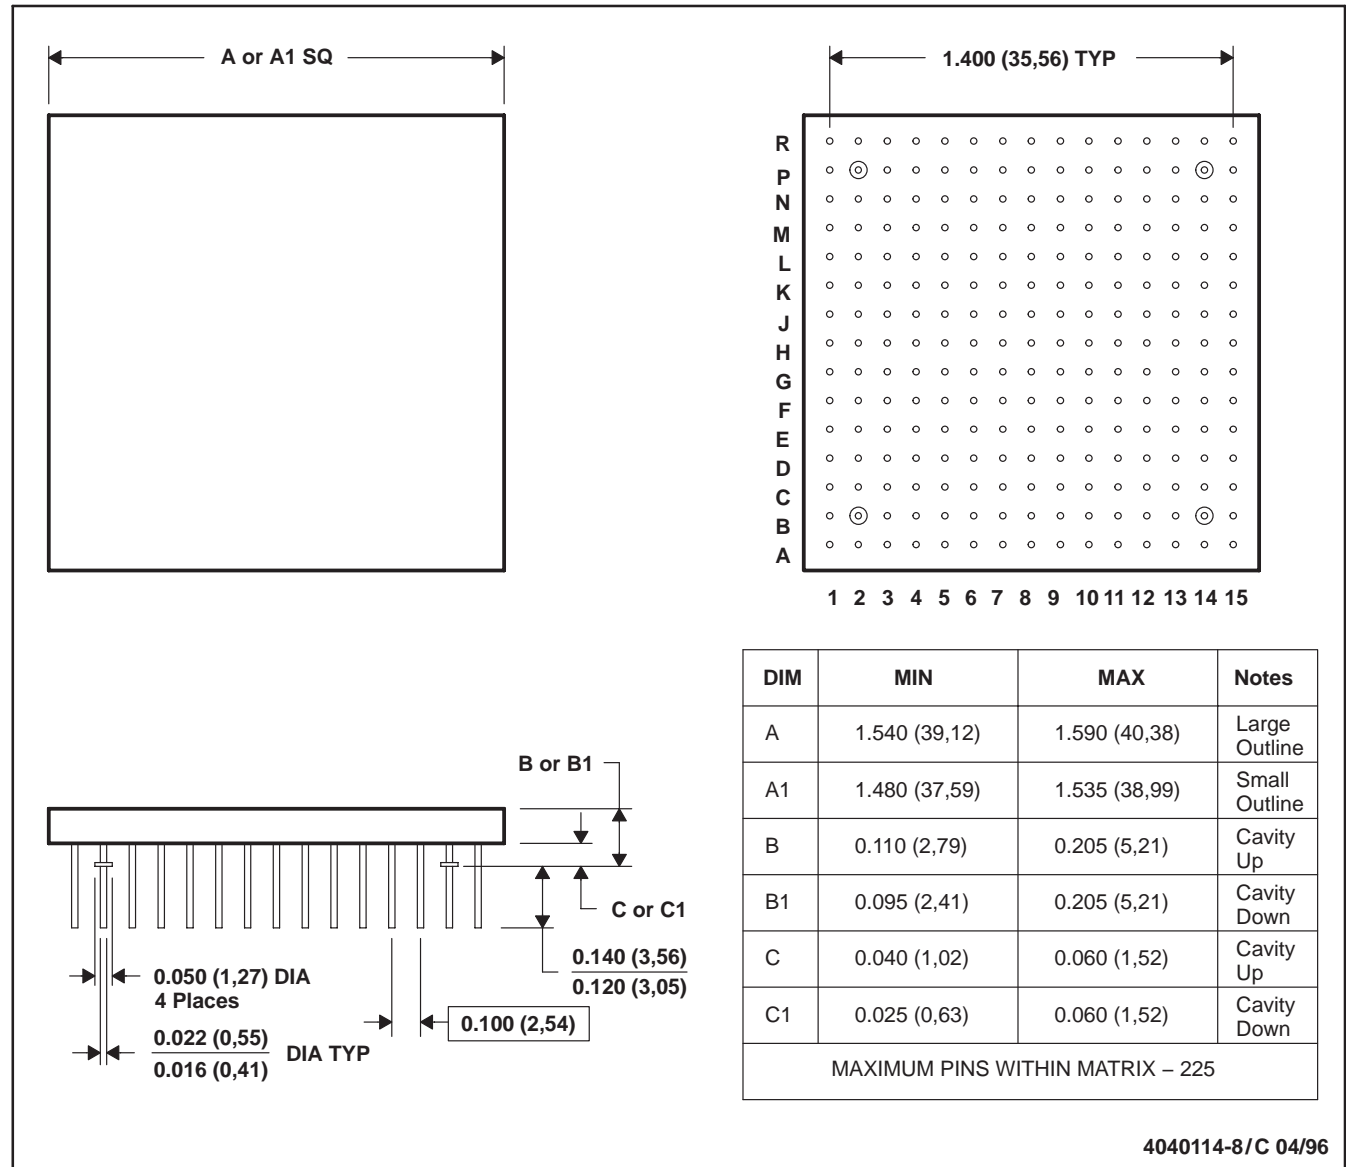 A or A1 SQ
1.400 (35,56) TYP
R
P
N
M
L
K
J
H
G
F
E
D
C
B
A
1 2 3 4 5 6 7 8 9 10 11 12 13 14 15
B or B1
C or C1
0.140 (3,56)
0.120 (3,05)
0.050 (1,27) DIA
4 Places
0.022 (0,55)
0.016 (0,41)
DIA TYP
0.100 (2,54)
DIM MIN MAX Notes
A 1.540 (39,12) 1.590 (40,38) Large Outline
A1 1.480 (37,59) 1.535 (38,99) Small Outline
B 0.110 (2,79) 0.205 (5,21) Cavity Up
B1 0.095 (2,41) 0.205 (5,21) Cavity Down
C 0.040 (1,02) 0.060 (1,52) Cavity Up
C1 0.025 (0,63) 0.060 (1,52) Cavity Down
MAXIMUM PINS WITHIN MATRIX – 225
4040114-8/C 04/96